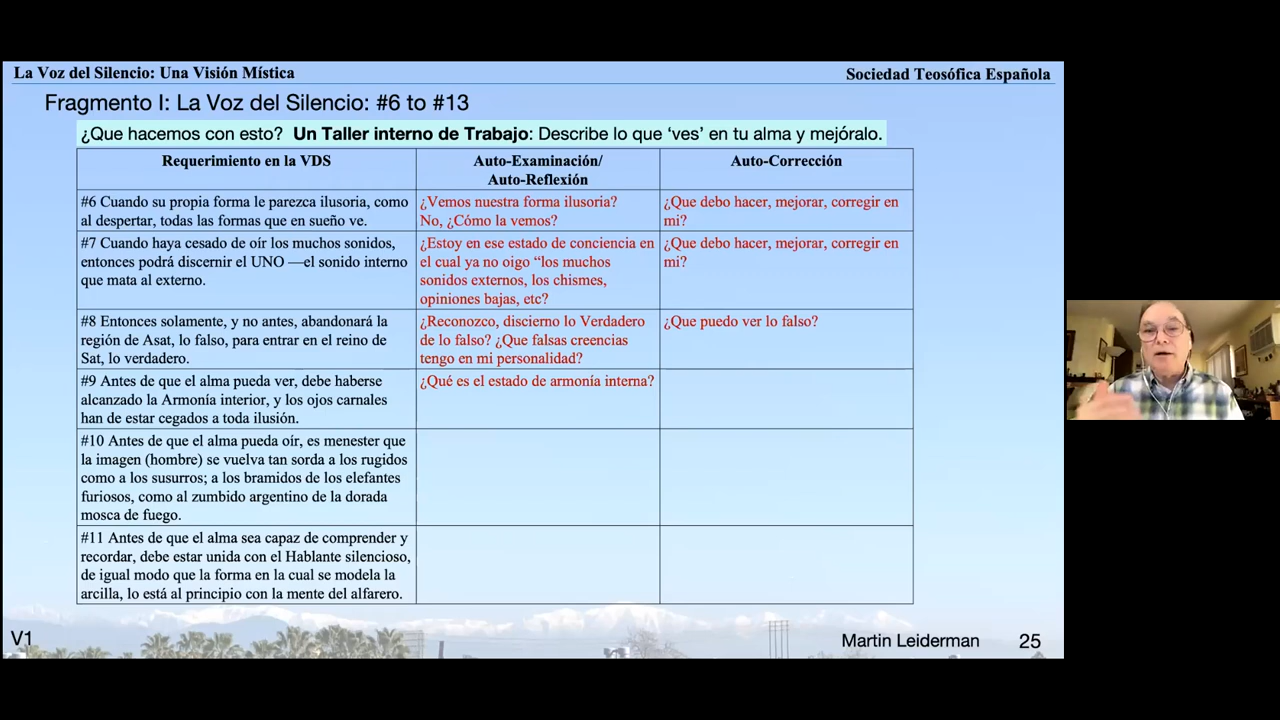 La Voz del Silencio: Una Visión Mística
Sociedad Teosófica Española
Fragmento I: La Voz del Silencio: #6 to #13
¿Que hacemos con esto? Un Taller interno de Trabajo: Describe lo que ‘ves’ en tu alma y mejóralo.
Requerimiento en la VDS
Auto-Examinación/
Auto-Reflexión
Auto-Corrección
#6 Cuando su propia forma le parezca ilusoria, como
al despertar, todas las formas que en sueño ve.
¿Vemos nuestra forma ilusoria?
No, ¿Cómo la vemos?
¿Que debo hacer, mejorar, corregir en
mi?
#7 Cuando haya cesado de oír los muchos sonidos,
entonces podrá discernir el UNO —el sonido interno
que mata al externo.
¿Estoy en ese estado de conciencia en
el cual ya no oigo “los muchos
sonidos externos, los chismes,
opiniones bajas, etc?
¿Que debo hacer, mejorar, corregir en
mi?
#8 Entonces solamente, y no antes, abandonará la
región de Asat, lo falso, para entrar en el reino de
Sat, lo verdadero.
¿Reconozco, discierno lo Verdadero
de lo falso? ¿Que falsas creencias
tengo en mi personalidad?
¿Que puedo ver lo falso?
#9 Antes de que el alma pueda ver, debe haberse
alcanzado la Armonía interior, y los ojos carnales
han de estar cegados a toda ilusión.
¿Qué es el estado de armonía interna?
#10 Antes de que el alma pueda oír, es menester que
la imagen (hombre) se vuelva tan sorda a los rugidos
como a los susurros; a los bramidos de los elefantes
furiosos, como al zumbido argentino de la dorada
mosca de fuego.
#11 Antes de que el alma sea capaz de comprender y
recordar, debe estar unida con el Hablante silencioso,
de igual modo que la forma en la cual se modela la
arcilla, lo está al principio con la mente del alfarero.
V1
Martin Leiderman
25